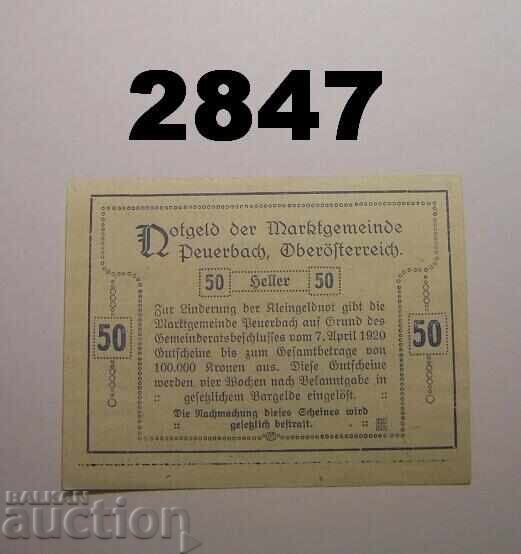 2847
Notgeld der Marktgemeinde
Peuerbach, Oberösterreich.
50 Heller 50
50
50
Zur Linderung der Kleingeldnot gibt die
Marktgemeinde Peuerbach auf Grund des
Gemeinderatsbeschlusses vom 7. April 1920
Gutscheine bis zum Gesamtbetrage von
100.000 Kronen aus. Diese Gutscheine
werden vier Wochen nach Bekanntgabe in
gesetzlichem Bargelde eingelöst.
Die Nachmachung dieses Scheines wird
:: gesetzlich bestraft. ::
BALKAN
auction